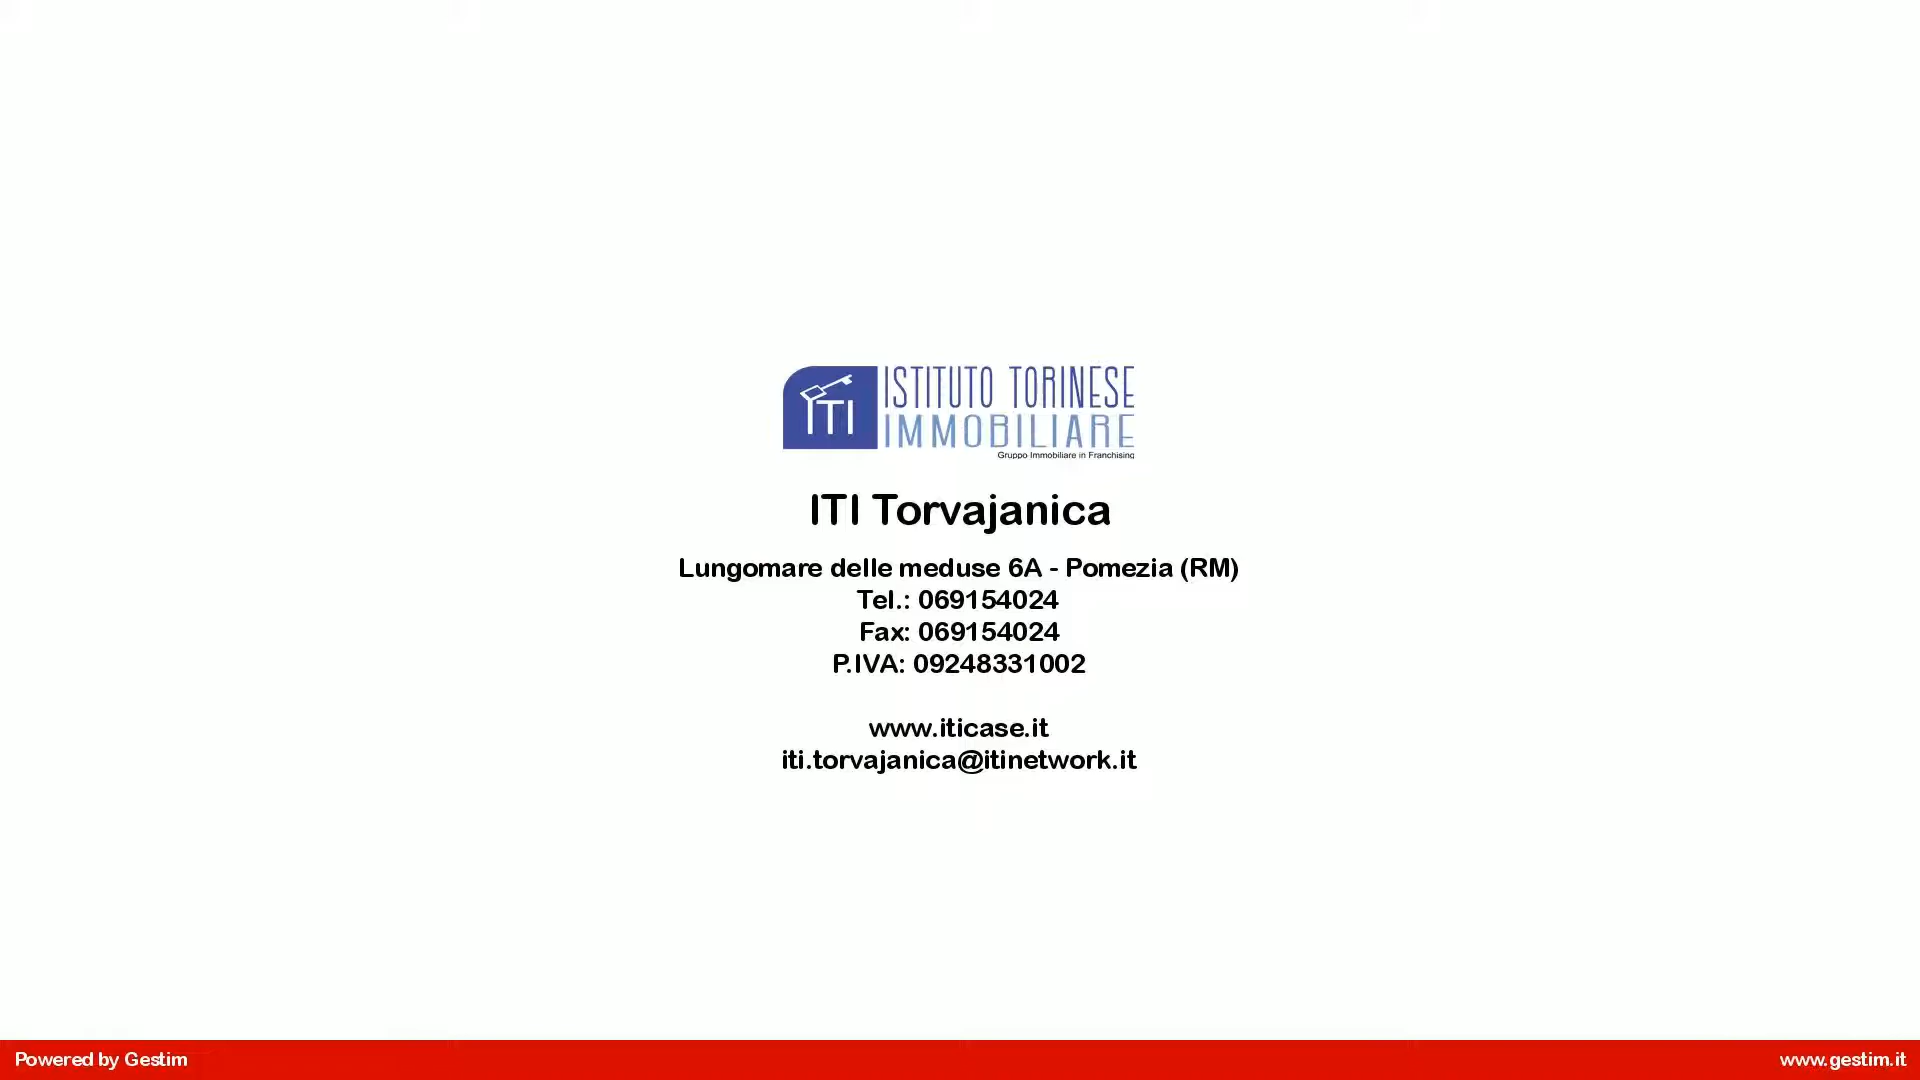 ITI
ISTITUTO TORINESE
IMMOBILIARE
Gruppo Immobiliare in Franchising
ITI Torvajanica
Lungomare delle meduse 6A - Pomezia (RM)
Tel.: 069154024
Fax: 069154024
P.IVA: 09248331002
www.iticase.it
iti.torvajanica@itinetwork.it
Powered by Gestim
www.gestim.it